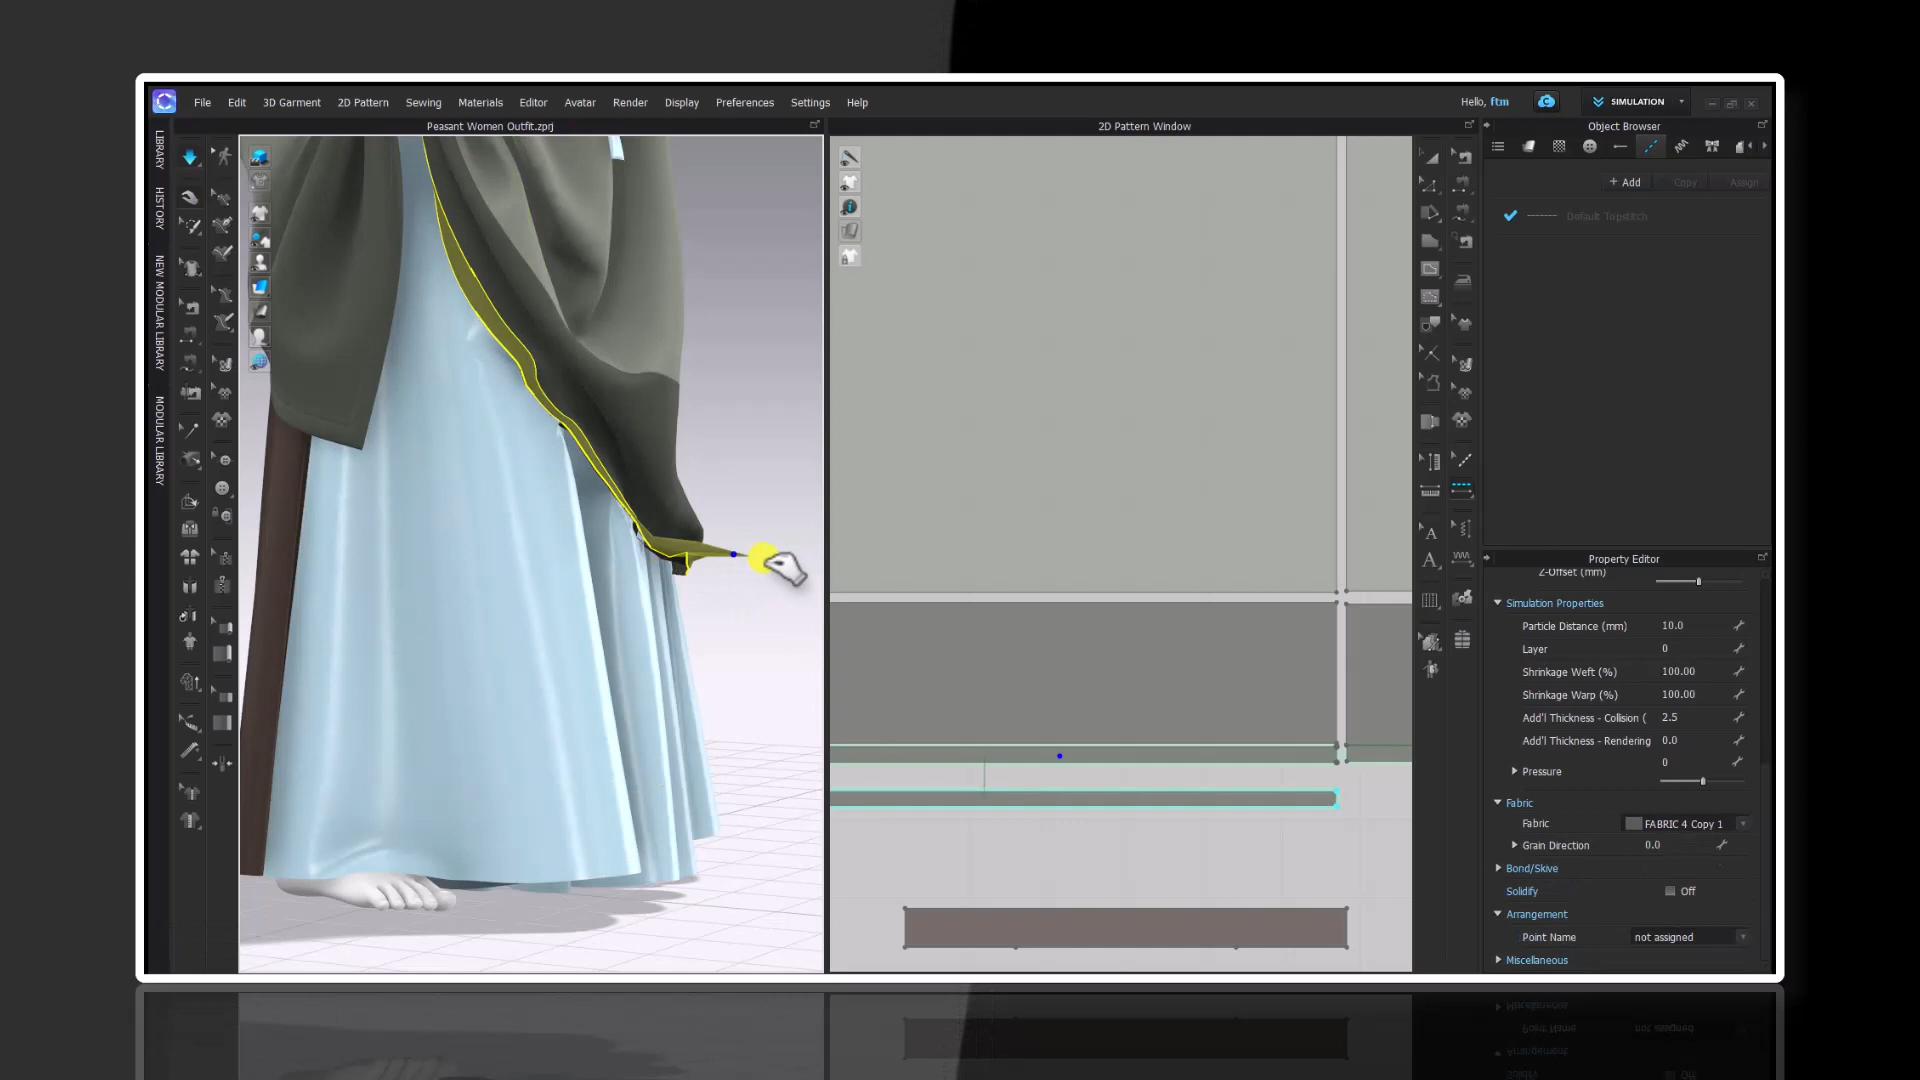 File Edit 3D Garment 2D Pattern Sewing Materials Editor Avatar Render Display Preferences Settings Help
Hello, ftm
SIMULATION
Peasant Women Outfit.zprj
2D Pattern Window
Object Browser
LIBRARY
HISTORY
NEW MODULAR LIBRARY
MODULAR LIBRARY
+ Add Copy Assign
Default Topstitch
Property Editor
Z-Offset (mm)
Simulation Properties
Particle Distance (mm) 10.0
Layer 0
Shrinkage Weft (%) 100.00
Shrinkage Warp (%) 100.00
Add'l Thickness - Collision ( 2.5
Add'l Thickness - Rendering 0.0
Pressure 0
Fabric
Fabric FABRIC 4 Copy 1
Grain Direction 0.0
Bond/Skive
Solidify Off
Arrangement
Point Name not assigned
Miscellaneous